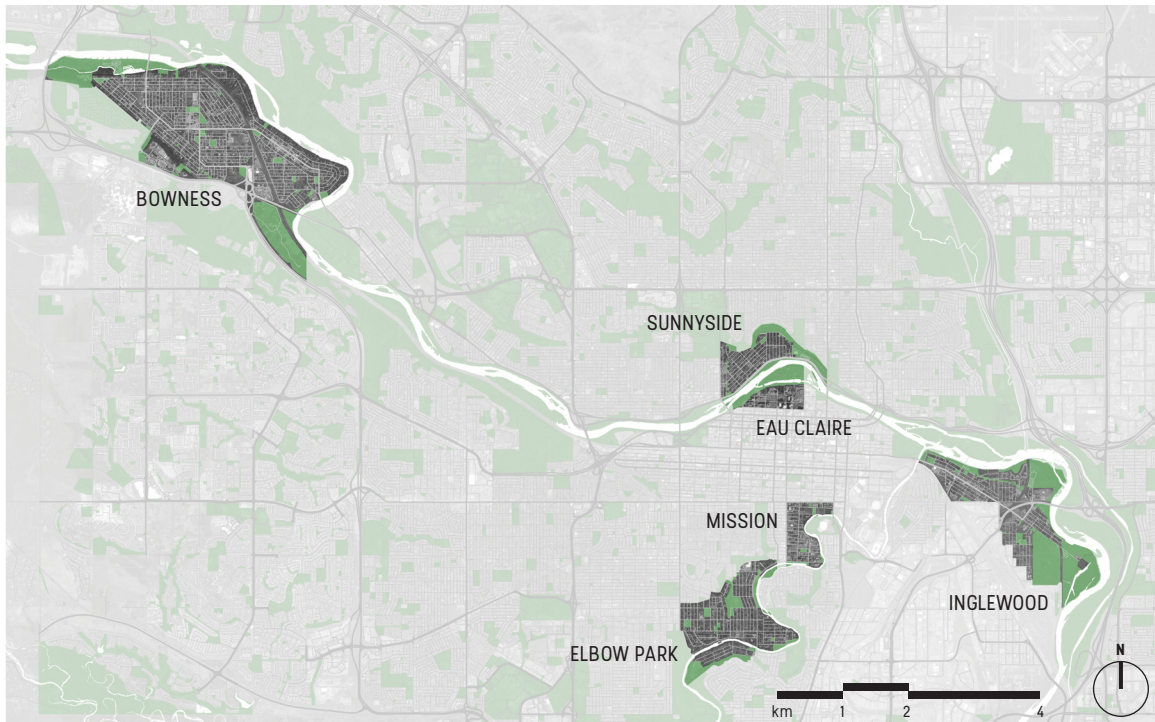 BOWNESS
SUNNYSIDE
EAU CLAIRE
MISSION
INGLEWOOD
ELBOW PARK
N
km 1 2 4